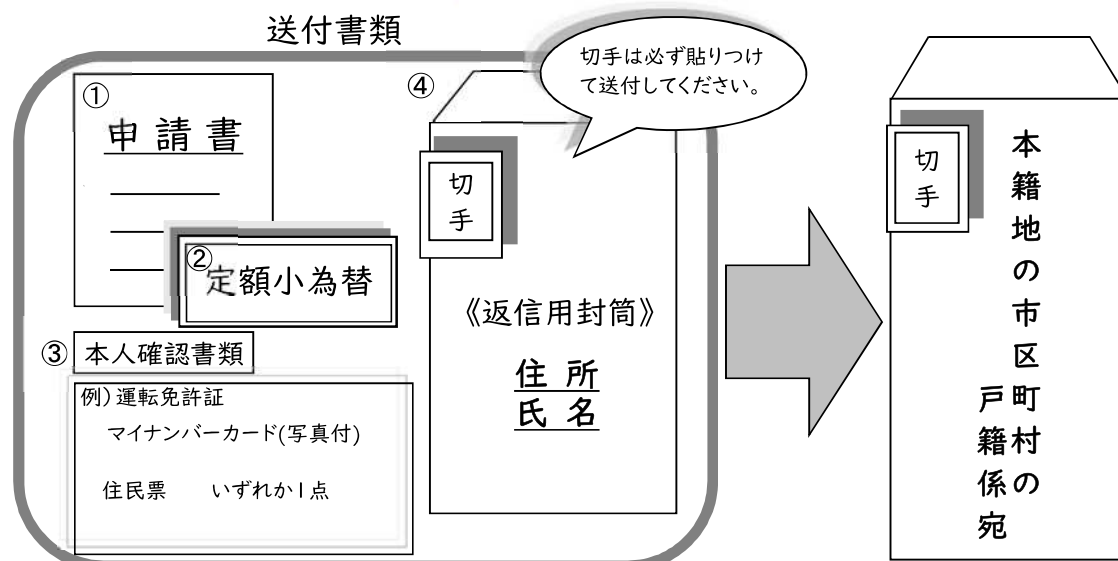 送付書類
①
申請書
②
定額小為替
③
本人確認書類
例)運転免許証
マイナンバーカード(写真付)
住民票 いずれか1点
④
切手は必ず貼りつけ
て送付してください。
切手
《返信用封筒》
住所
氏名
切手
本籍地の市区町村の
戸籍係宛